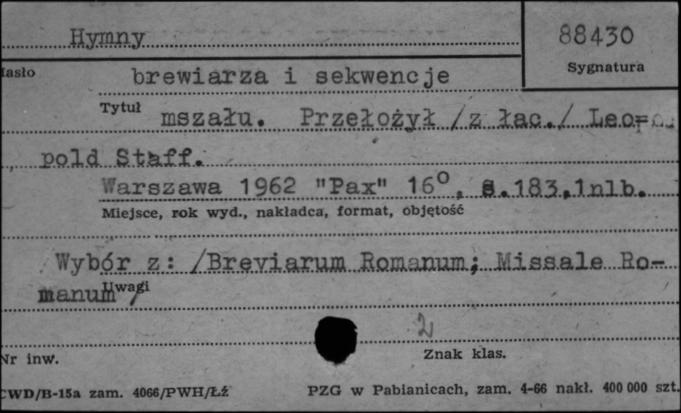 Hymny
88430
Sygnatura
Hasło
brewiarza i sekwencje
Tytuł
mszału. Przełożył /z łac./ Leo=
pold Staff.
Warszawa 1962 "Pax" 16°, s.183,1nlb.
Miejsce, rok wyd., nakładca, format, objętość
Wybór z: /Breviarum Romanum; Missale Ro-
manum /
Uwagi
2
Nr inw.
Znak klas.
CWD/B-15a zam. 4066/PWH/Łź
PZG w Pabianicach, zam. 4-66 nakł. 400 000 szt.